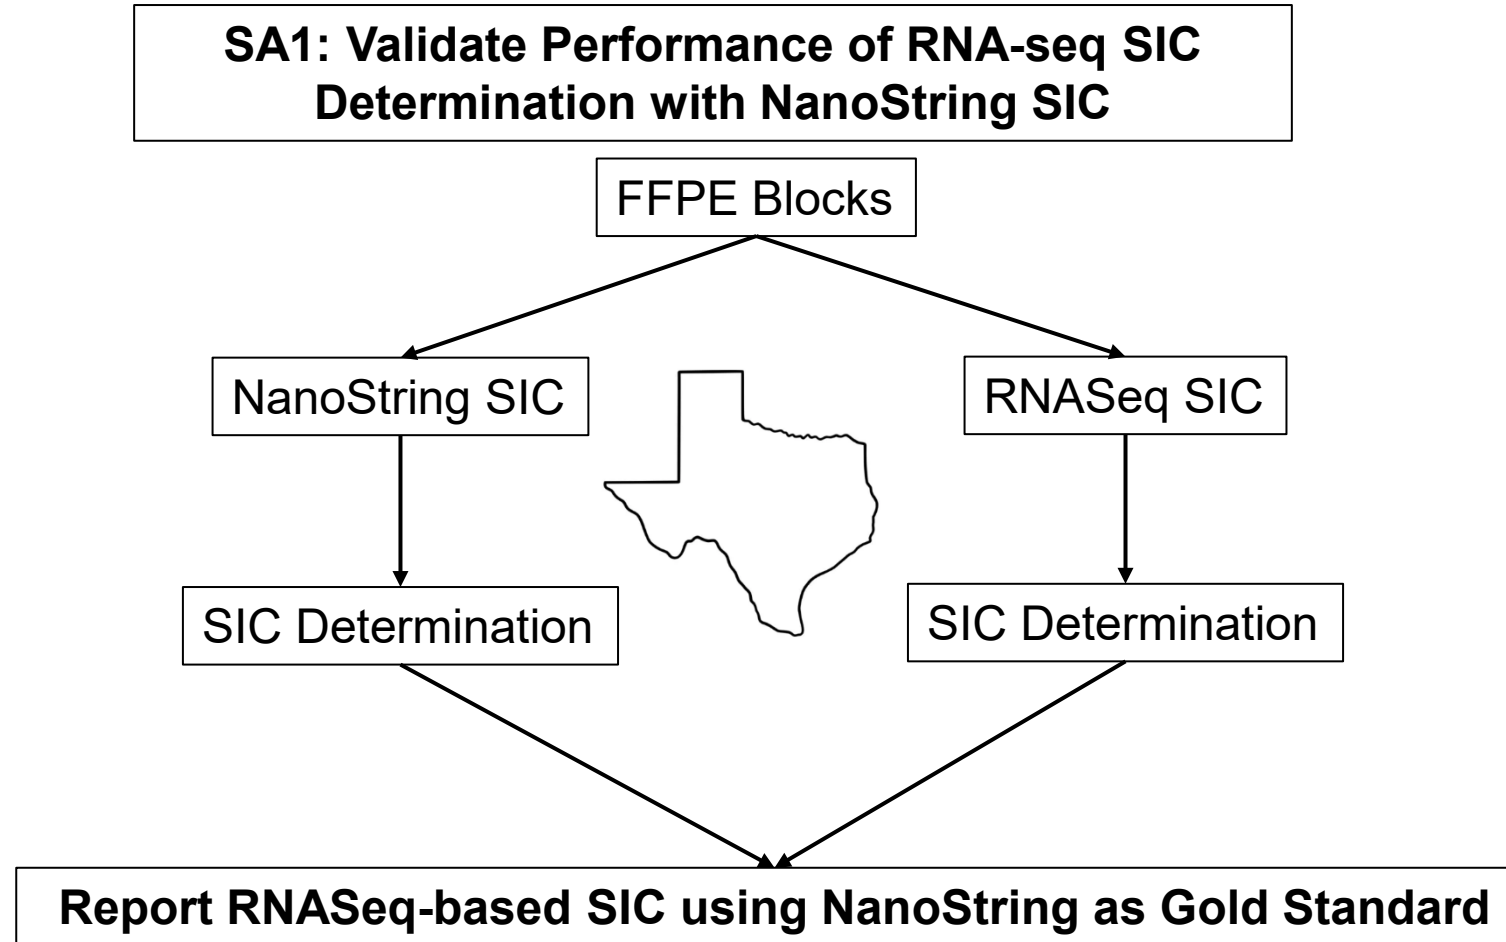 SA1: Validate Performance of RNA-seq SIC
Determination with NanoString SIC
FFPE Blocks
NanoString SIC
RNASeq SIC
SIC Determination
SIC Determination
Report RNASeq-based SIC using NanoString as Gold Standard